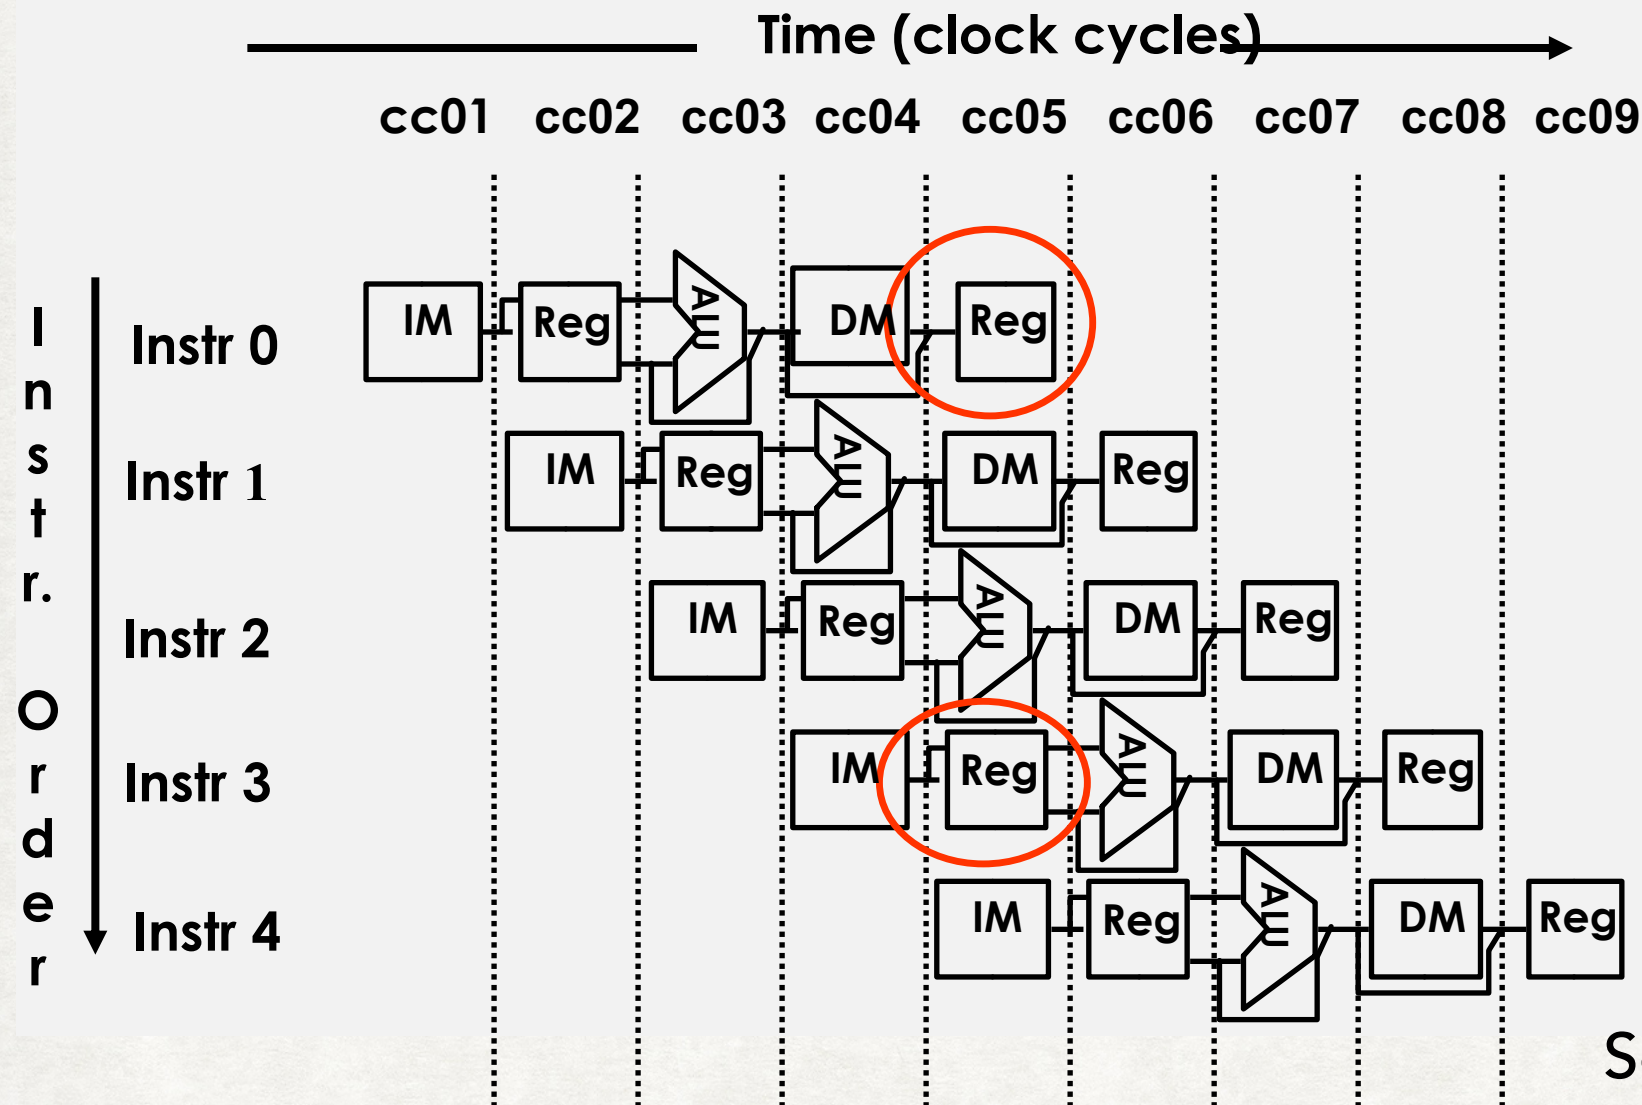 Time (clock cycles)
cc01 cc02 cc03 cc04 cc05 cc06 cc07 cc08 cc09
Instr. Order
Instr 0 IM Reg ALU DM Reg
Instr 1 IM Reg ALU DM Reg
Instr 2 IM Reg ALU DM Reg
Instr 3 IM Reg ALU DM Reg
Instr 4 IM Reg ALU DM Reg